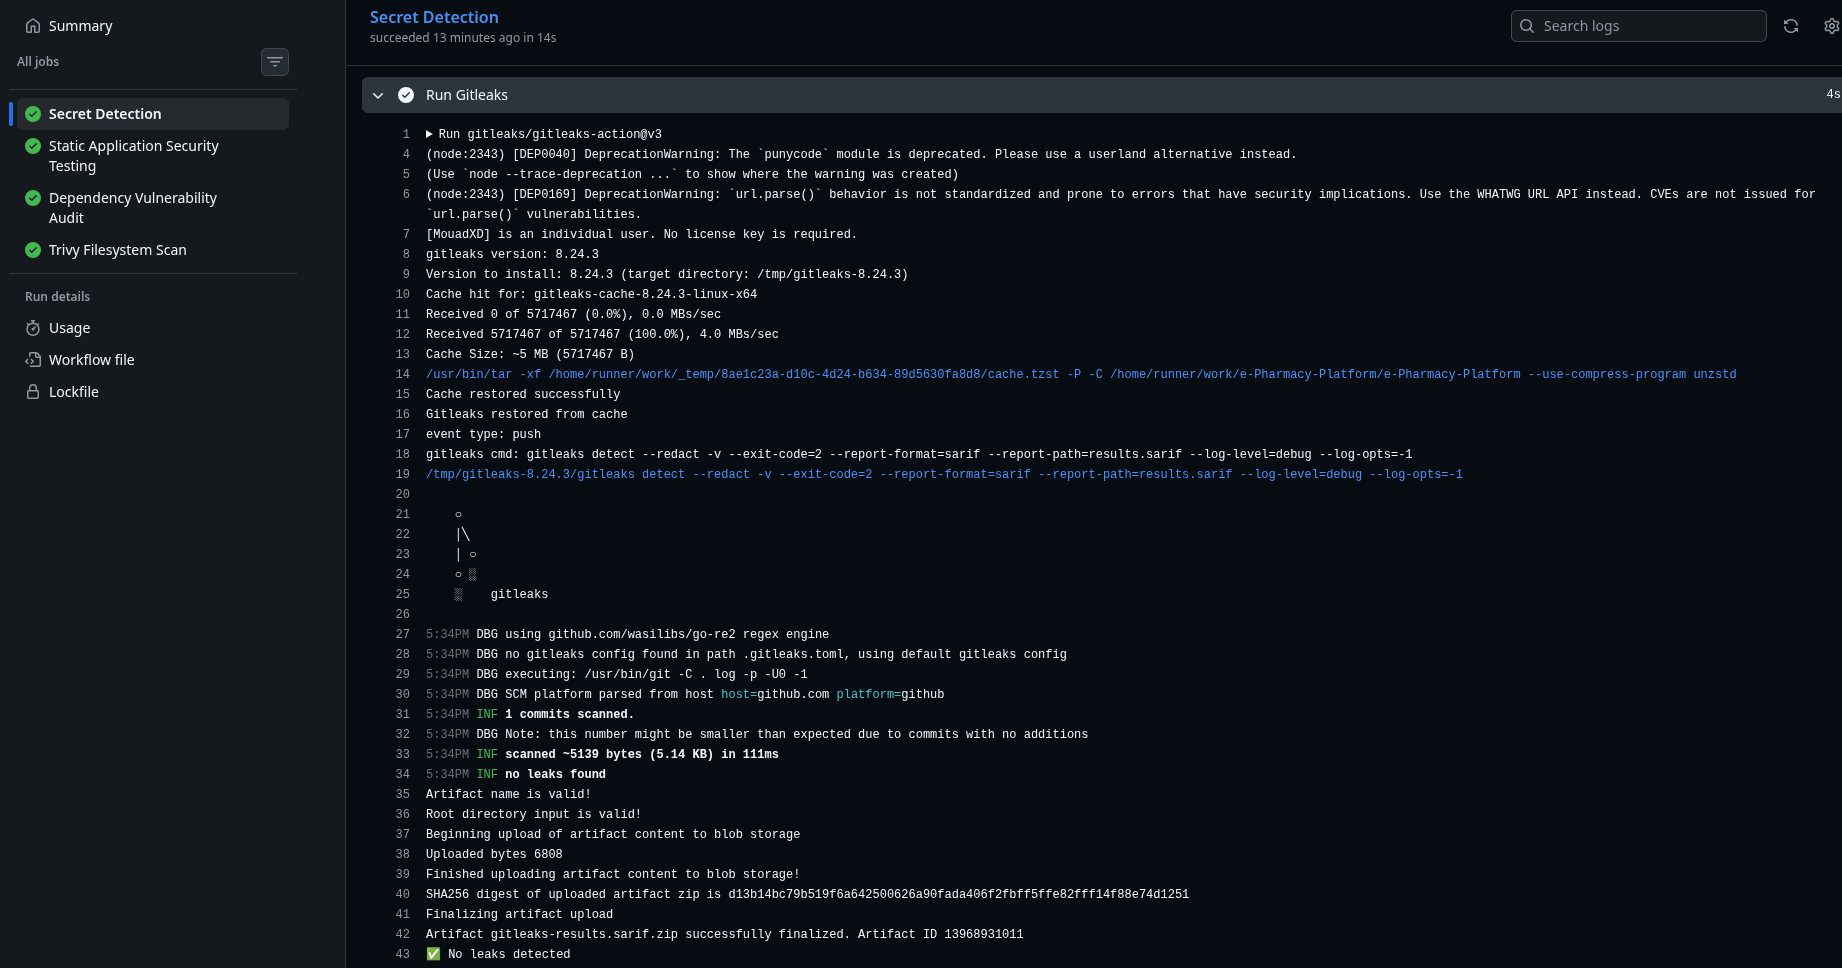 Summary
All jobs
Secret Detection
Static Application Security
Testing
Dependency Vulnerability
Audit
Trivy Filesystem Scan
Run details
Usage
Workflow file
Lockfile
Secret Detection
succeeded 13 minutes ago in 14s
Search logs
Run Gitleaks
4s
1 ▶ Run gitleaks/gitleaks-action@v3
4 (node:2343) [DEP0040] DeprecationWarning: The `punycode` module is deprecated. Please use a userland alternative instead.
5 (Use `node --trace-deprecation ...` to show where the warning was created)
6 (node:2343) [DEP0169] DeprecationWarning: `url.parse()` behavior is not standardized and prone to errors that have security implications. Use the WHATWG URL API instead. CVEs are not issued for
`url.parse()` vulnerabilities.
7 [MouadXD] is an individual user. No license key is required.
8 gitleaks version: 8.24.3
9 Version to install: 8.24.3 (target directory: /tmp/gitleaks-8.24.3)
10 Cache hit for: gitleaks-cache-8.24.3-linux-x64
11 Received 0 of 5717467 (0.0%), 0.0 MBs/sec
12 Received 5717467 of 5717467 (100.0%), 4.0 MBs/sec
13 Cache Size: ~5 MB (5717467 B)
14 /usr/bin/tar -xf /home/runner/work/_temp/8ae1c23a-d10c-4d24-b634-89d5630fa8d8/cache.tzst -P -C /home/runner/work/e-Pharmacy-Platform/e-Pharmacy-Platform --use-compress-program unzstd
15 Cache restored successfully
16 Gitleaks restored from cache
17 event type: push
18 gitleaks cmd: gitleaks detect --redact -v --exit-code=2 --report-format=sarif --report-path=results.sarif --log-level=debug --log-opts=-1
19 /tmp/gitleaks-8.24.3/gitleaks detect --redact -v --exit-code=2 --report-format=sarif --report-path=results.sarif --log-level=debug --log-opts=-1
20
21 ○
22 |╲
23 | ○
24 ○ ░
25 ░ gitleaks
26
27 5:34PM DBG using github.com/wasilibs/go-re2 regex engine
28 5:34PM DBG no gitleaks config found in path .gitleaks.toml, using default gitleaks config
29 5:34PM DBG executing: /usr/bin/git -C . log -p -U0 -1
30 5:34PM DBG SCM platform parsed from host host=github.com platform=github
31 5:34PM INF 1 commits scanned.
32 5:34PM DBG Note: this number might be smaller than expected due to commits with no additions
33 5:34PM INF scanned ~5139 bytes (5.14 KB) in 111ms
34 5:34PM INF no leaks found
35 Artifact name is valid!
36 Root directory input is valid!
37 Beginning upload of artifact content to blob storage
38 Uploaded bytes 6808
39 Finished uploading artifact content to blob storage!
40 SHA256 digest of uploaded artifact zip is d13b14bc79b519f6a642500626a90fada406f2fbff5ffe82fff14f88e74d1251
41 Finalizing artifact upload
42 Artifact gitleaks-results.sarif.zip successfully finalized. Artifact ID 13968931011
43 ✅ No leaks detected